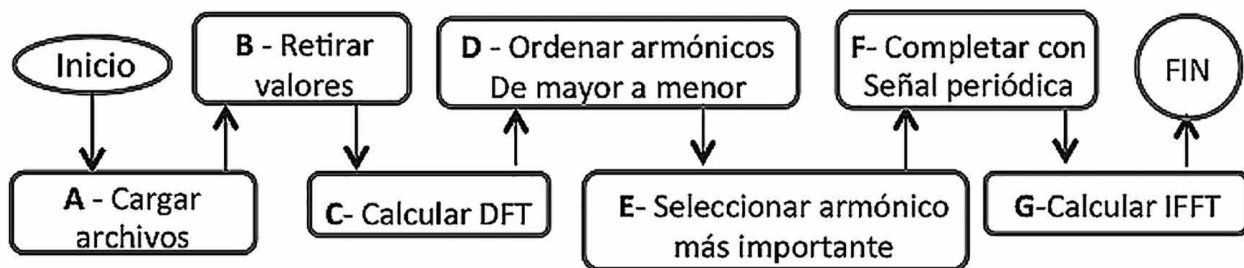 Inicio
A - Cargar
archivos
B - Retirar
valores
C- Calcular DFT
D - Ordenar armónicos
De mayor a menor
E- Seleccionar armónico
más importante
F- Completar con
Señal periódica
G-Calcular IFFT
FIN